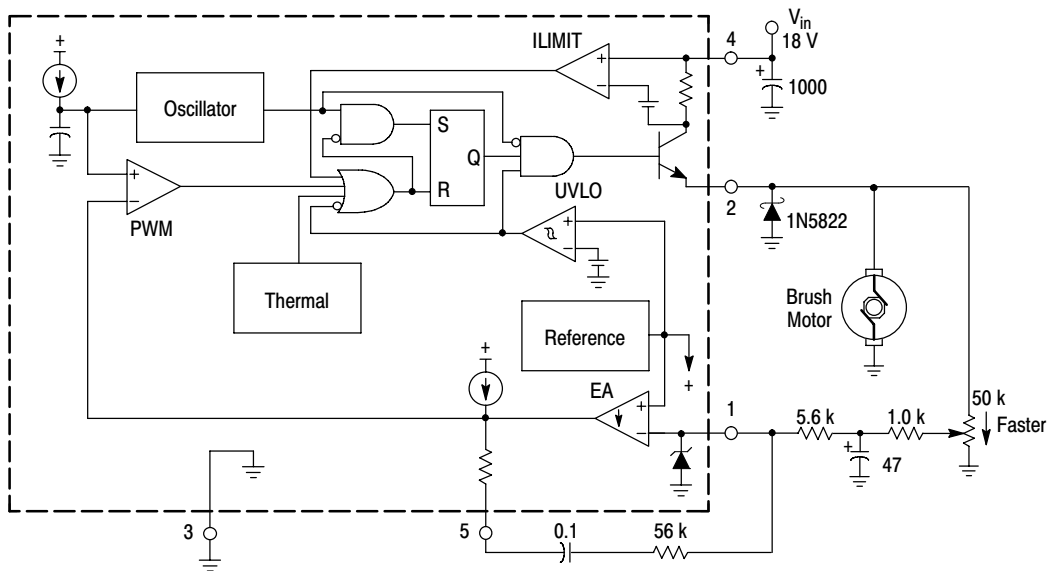 +
Oscillator
ILIMIT
4
Vin
18 V
+
1000
+
−
S
Q
R
+
−
PWM
UVLO
2
1N5822
+
−
Thermal
Brush
Motor
Reference
+
+
EA
+
−
1
5.6 k
1.0 k
50 k
Faster
+
47
3
5
0.1
56 k